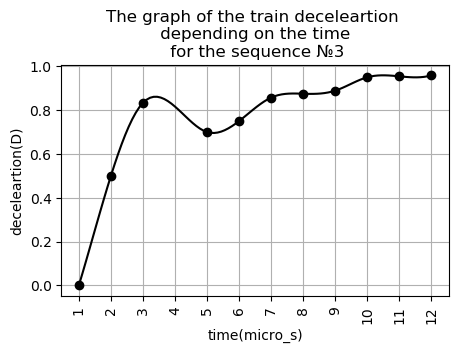 The graph of the train deceleartion
depending on the time
for the sequence №3
deceleartion(D)
1.0
0.8
0.6
0.4
0.2
0.0
1 2 3 4 5 6 7 8 9 10 11 12
time(micro_s)